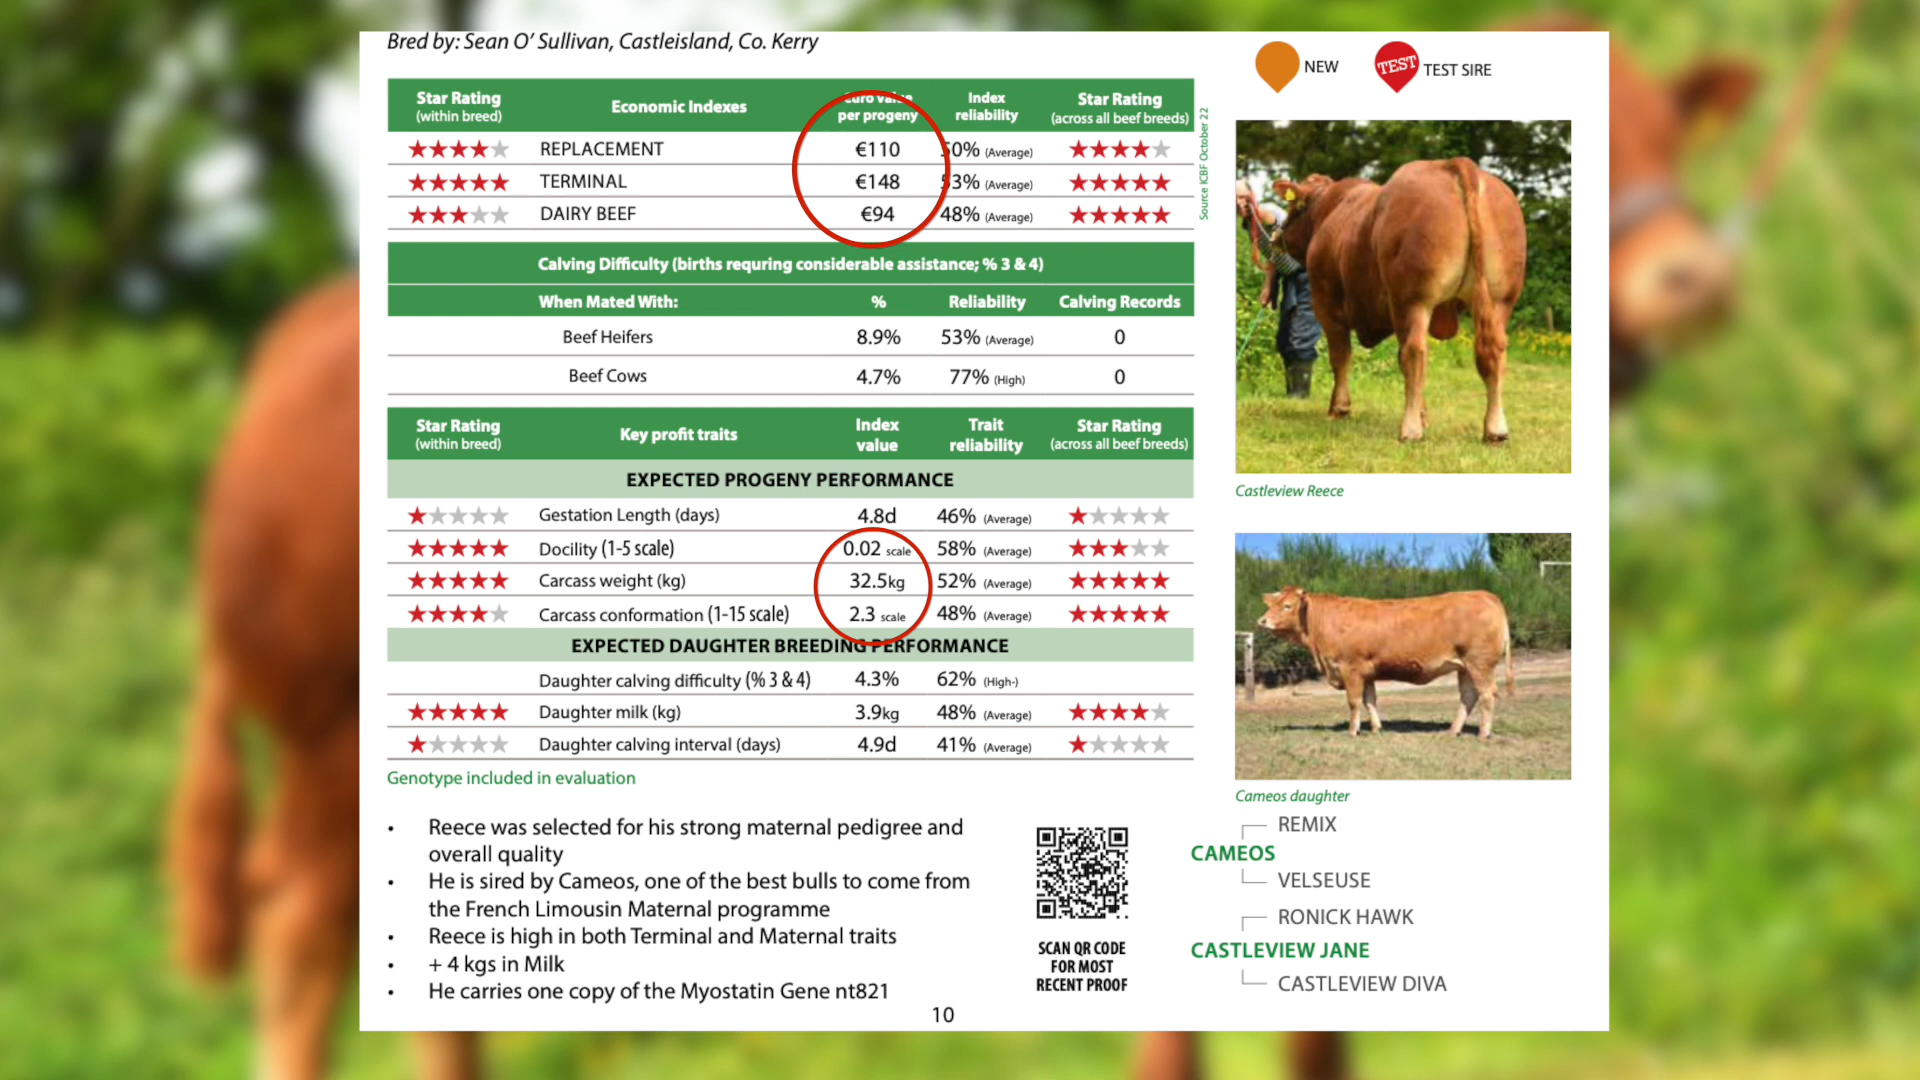 Bred by: Sean O' Sullivan, Castleisland, Co. Kerry
NEW
TEST
TEST SIRE
Star Rating (within breed) Economic Indexes Euro value per progeny Index reliability Star Rating (across all beef breeds)
REPLACEMENT €110 50% (Average)
TERMINAL €148 53% (Average)
DAIRY BEEF €94 48% (Average)
Source ICBF October 22
Calving Difficulty (births requring considerable assistance; % 3 & 4)
When Mated With: % Reliability Calving Records
Beef Heifers 8.9% 53% (Average) 0
Beef Cows 4.7% 77% (High) 0
Star Rating (within breed) Key profit traits Index value Trait reliability Star Rating (across all beef breeds)
EXPECTED PROGENY PERFORMANCE
Gestation Length (days) 4.8d 46% (Average)
Docility (1-5 scale) 0.02 scale 58% (Average)
Carcass weight (kg) 32.5kg 52% (Average)
Carcass conformation (1-15 scale) 2.3 scale 48% (Average)
EXPECTED DAUGHTER BREEDING PERFORMANCE
Daughter calving difficulty (% 3 & 4) 4.3% 62% (High-)
Daughter milk (kg) 3.9kg 48% (Average)
Daughter calving interval (days) 4.9d 41% (Average)
Genotype included in evaluation
• Reece was selected for his strong maternal pedigree and
overall quality
• He is sired by Cameos, one of the best bulls to come from
the French Limousin Maternal programme
• Reece is high in both Terminal and Maternal traits
• + 4 kgs in Milk
• He carries one copy of the Myostatin Gene nt821
SCAN QR CODE
FOR MOST
RECENT PROOF
10
Castleview Reece
Cameos daughter
REMIX
CAMEOS
VELSEUSE
RONICK HAWK
CASTLEVIEW JANE
CASTLEVIEW DIVA